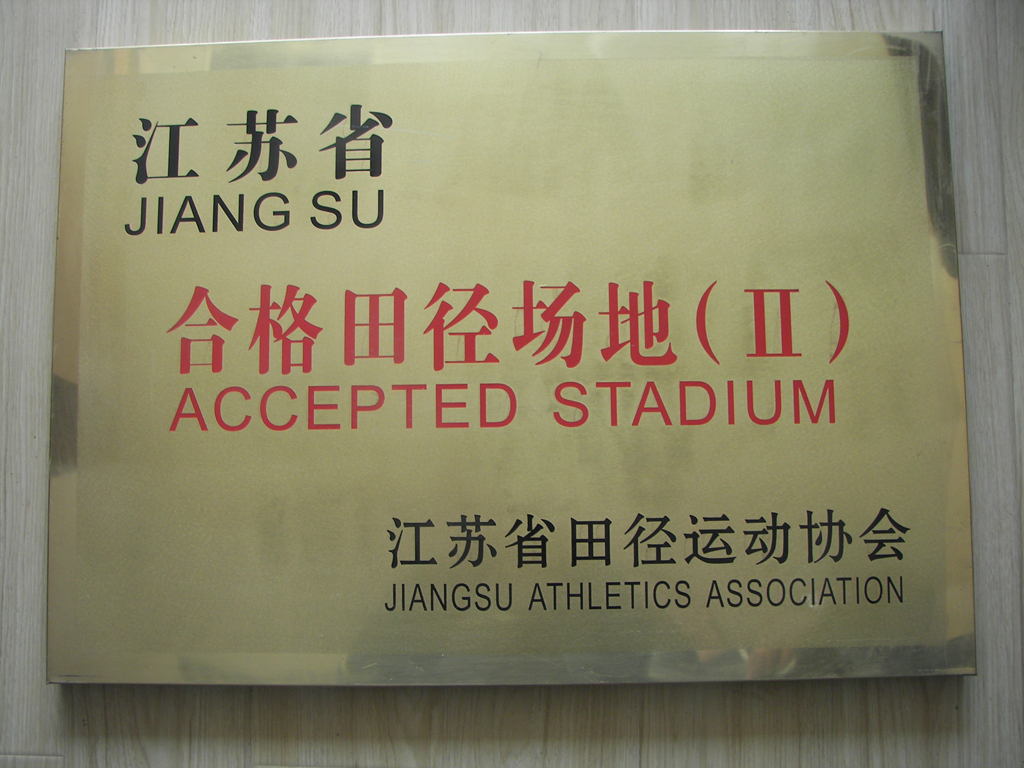 江苏省
JIANG SU
合格田径场地(Ⅱ)
ACCEPTED STADIUM
江苏省田径运动协会
JIANGSU ATHLETICS ASSOCIATION